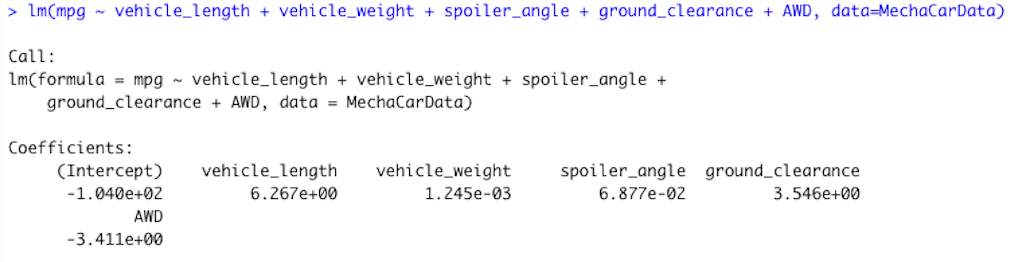 > lm(mpg ~ vehicle_length + vehicle_weight + spoiler_angle + ground_clearance + AWD, data=MechaCarData)
Call:
lm(formula = mpg ~ vehicle_length + vehicle_weight + spoiler_angle +
ground_clearance + AWD, data = MechaCarData)
Coefficients:
(Intercept) vehicle_length vehicle_weight spoiler_angle ground_clearance
-1.040e+02 6.267e+00 1.245e-03 6.877e-02 3.546e+00
AWD
-3.411e+00